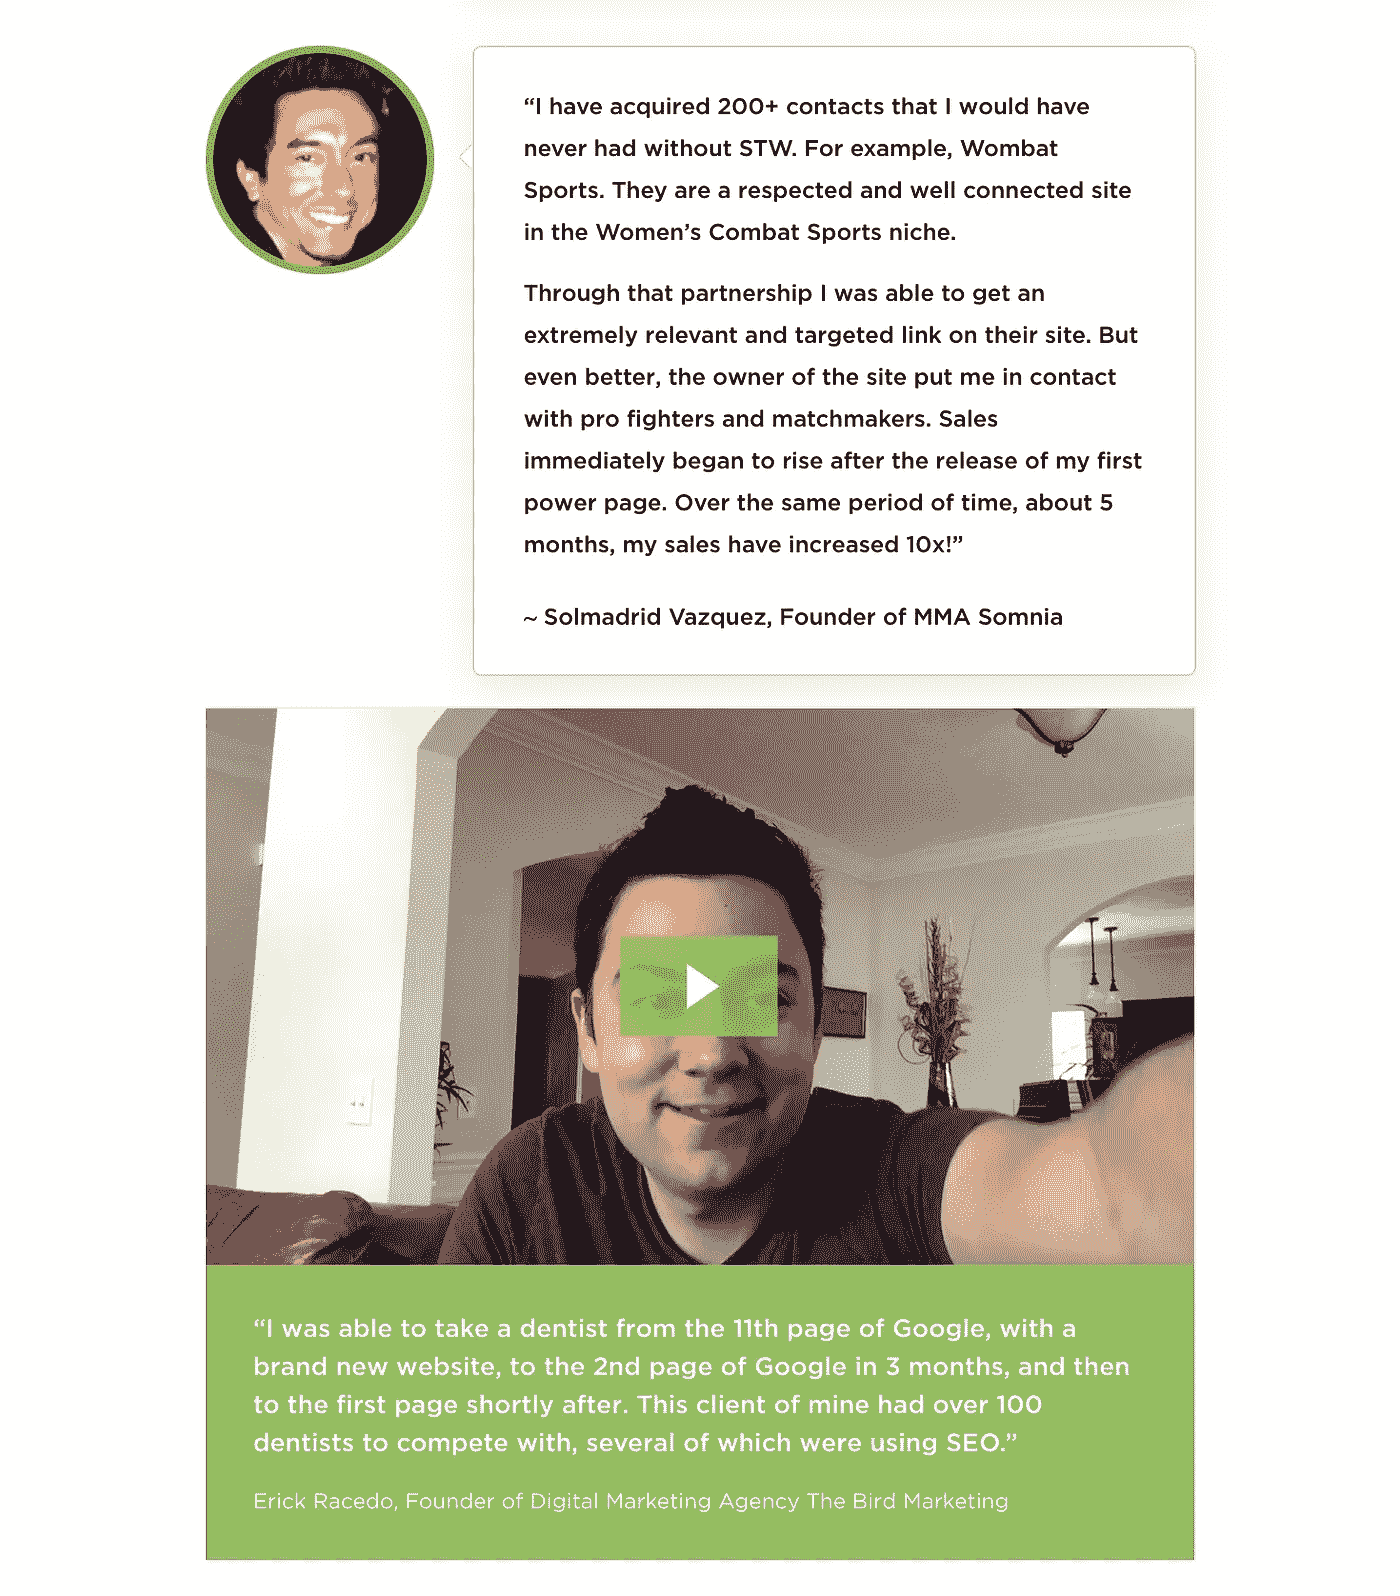 “I have acquired 200+ contacts that I would have
never had without STW. For example, Wombat
Sports. They are a respected and well connected site
in the Women’s Combat Sports niche.
Through that partnership I was able to get an
extremely relevant and targeted link on their site. But
even better, the owner of the site put me in contact
with pro fighters and matchmakers. Sales
immediately began to rise after the release of my first
power page. Over the same period of time, about 5
months, my sales have increased 10x!”
~ Solmadrid Vazquez, Founder of MMA Somnia
“I was able to take a dentist from the 11th page of Google, with a
brand new website, to the 2nd page of Google in 3 months, and then
to the first page shortly after. This client of mine had over 100
dentists to compete with, several of which were using SEO.”
Erick Racedo, Founder of Digital Marketing Agency The Bird Marketing